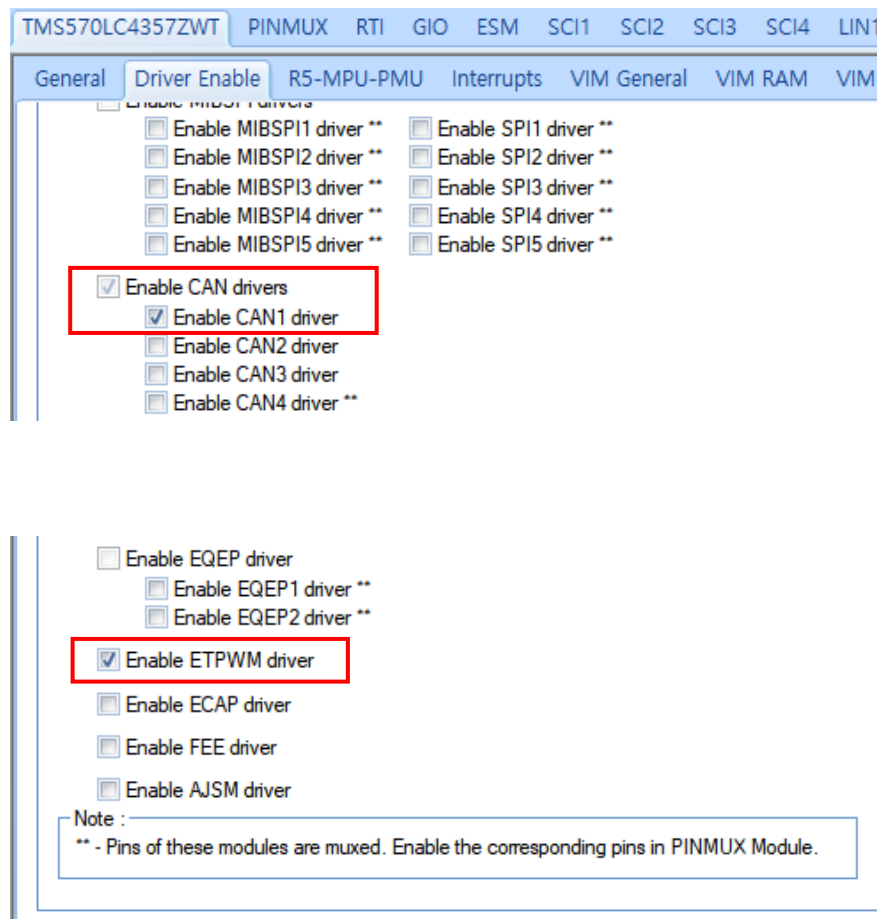 TMS570LC4357ZWT PINMUX RTI GIO ESM SCI1 SCI2 SCI3 SCI4 LIN1
General Driver Enable R5-MPU-PMU Interrupts VIM General VIM RAM VIM
Enable MIBSPI drivers
Enable MIBSPI1 driver ** Enable SPI1 driver **
Enable MIBSPI2 driver ** Enable SPI2 driver **
Enable MIBSPI3 driver ** Enable SPI3 driver **
Enable MIBSPI4 driver ** Enable SPI4 driver **
Enable MIBSPI5 driver ** Enable SPI5 driver **
Enable CAN drivers
Enable CAN1 driver
Enable CAN2 driver
Enable CAN3 driver
Enable CAN4 driver **
Enable EQEP driver
Enable EQEP1 driver **
Enable EQEP2 driver **
Enable ETPWM driver
Enable ECAP driver
Enable FEE driver
Enable AJSM driver
Note :
** - Pins of these modules are muxed. Enable the corresponding pins in PINMUX Module.